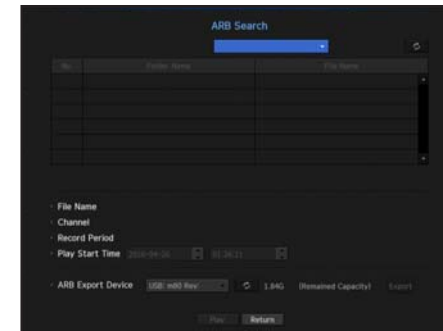 ARB Search
No
Folder Name
File Name
File Name
Channel
Record Period
Play Start Time
ARB Export Device USB: m80 Rev: 1.84G (Remained Capacity) Export
Play Return